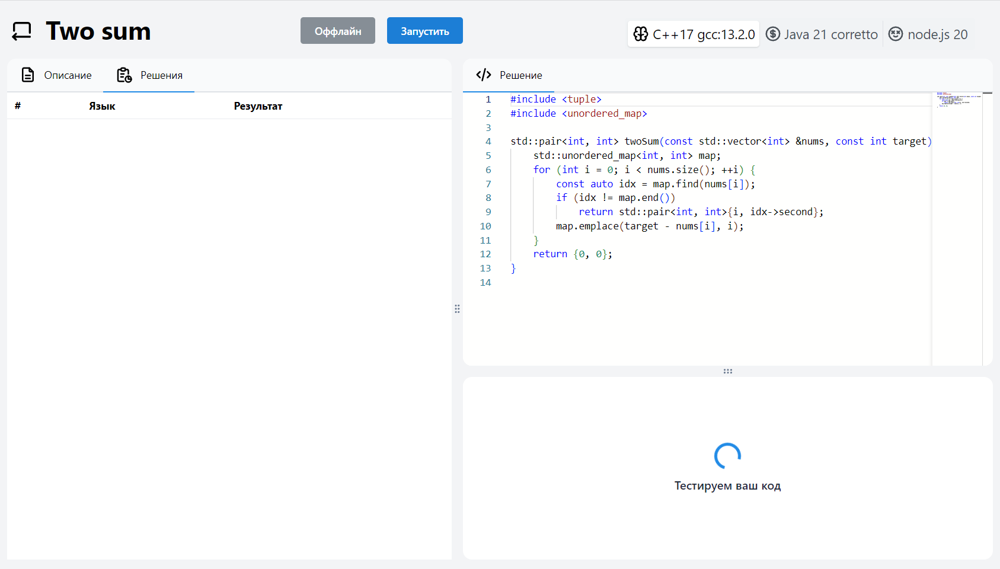 Two sum
Оффлайн
Запустить
C++17 gcc:13.2.0
Java 21 corretto
node.js 20
Описание
Решения
# Язык Результат
Решение
1 #include <tuple>
2 #include <unordered_map>
3
4 std::pair<int, int> twoSum(const std::vector<int> &nums, const int target)
5 std::unordered_map<int, int> map;
6 for (int i = 0; i < nums.size(); ++i) {
7 const auto idx = map.find(nums[i]);
8 if (idx != map.end())
9 return std::pair<int, int>{i, idx->second};
10 map.emplace(target - nums[i], i);
11 }
12 return {0, 0};
13 }
14
Тестируем ваш код